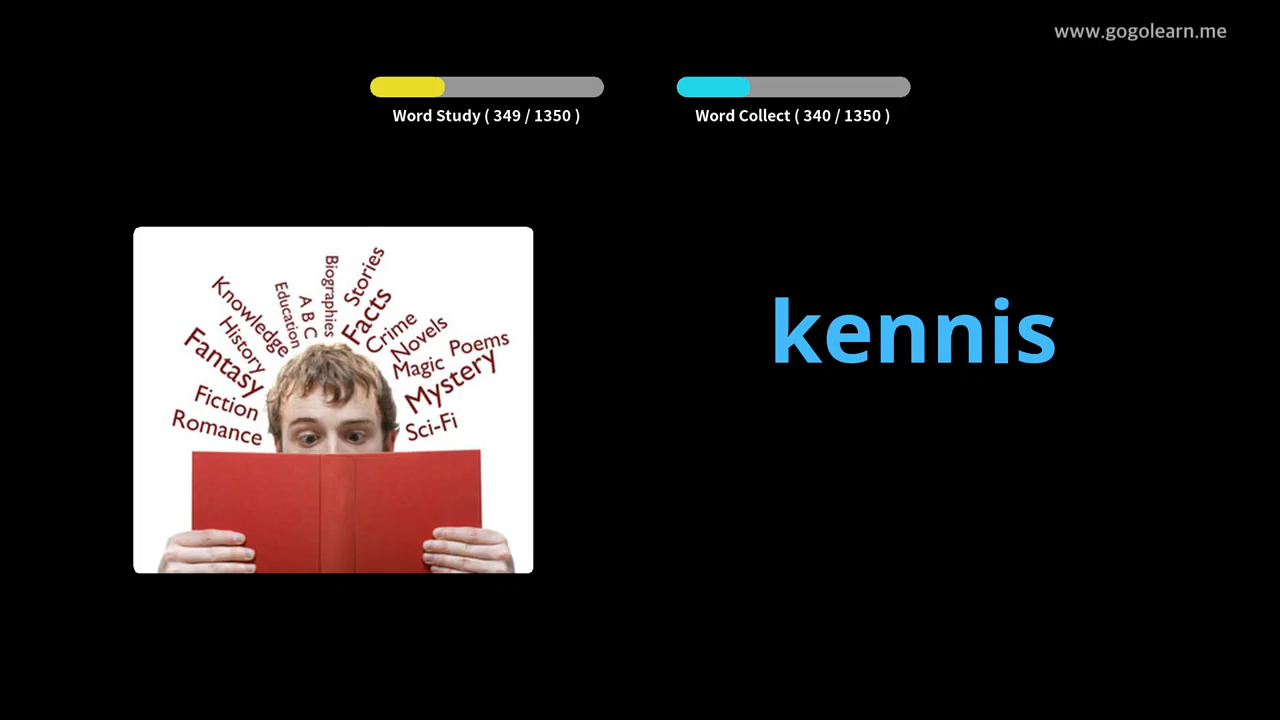 www.gogolearn.me
Word Study ( 349 / 1350 )
Word Collect ( 340 / 1350 )
Stories
Biographies
Facts
Education
A B C
Knowledge
Crime
Novels
History
Poems
Fantasy
Magic
Mystery
Fiction
Romance
Sci-Fi
kennis